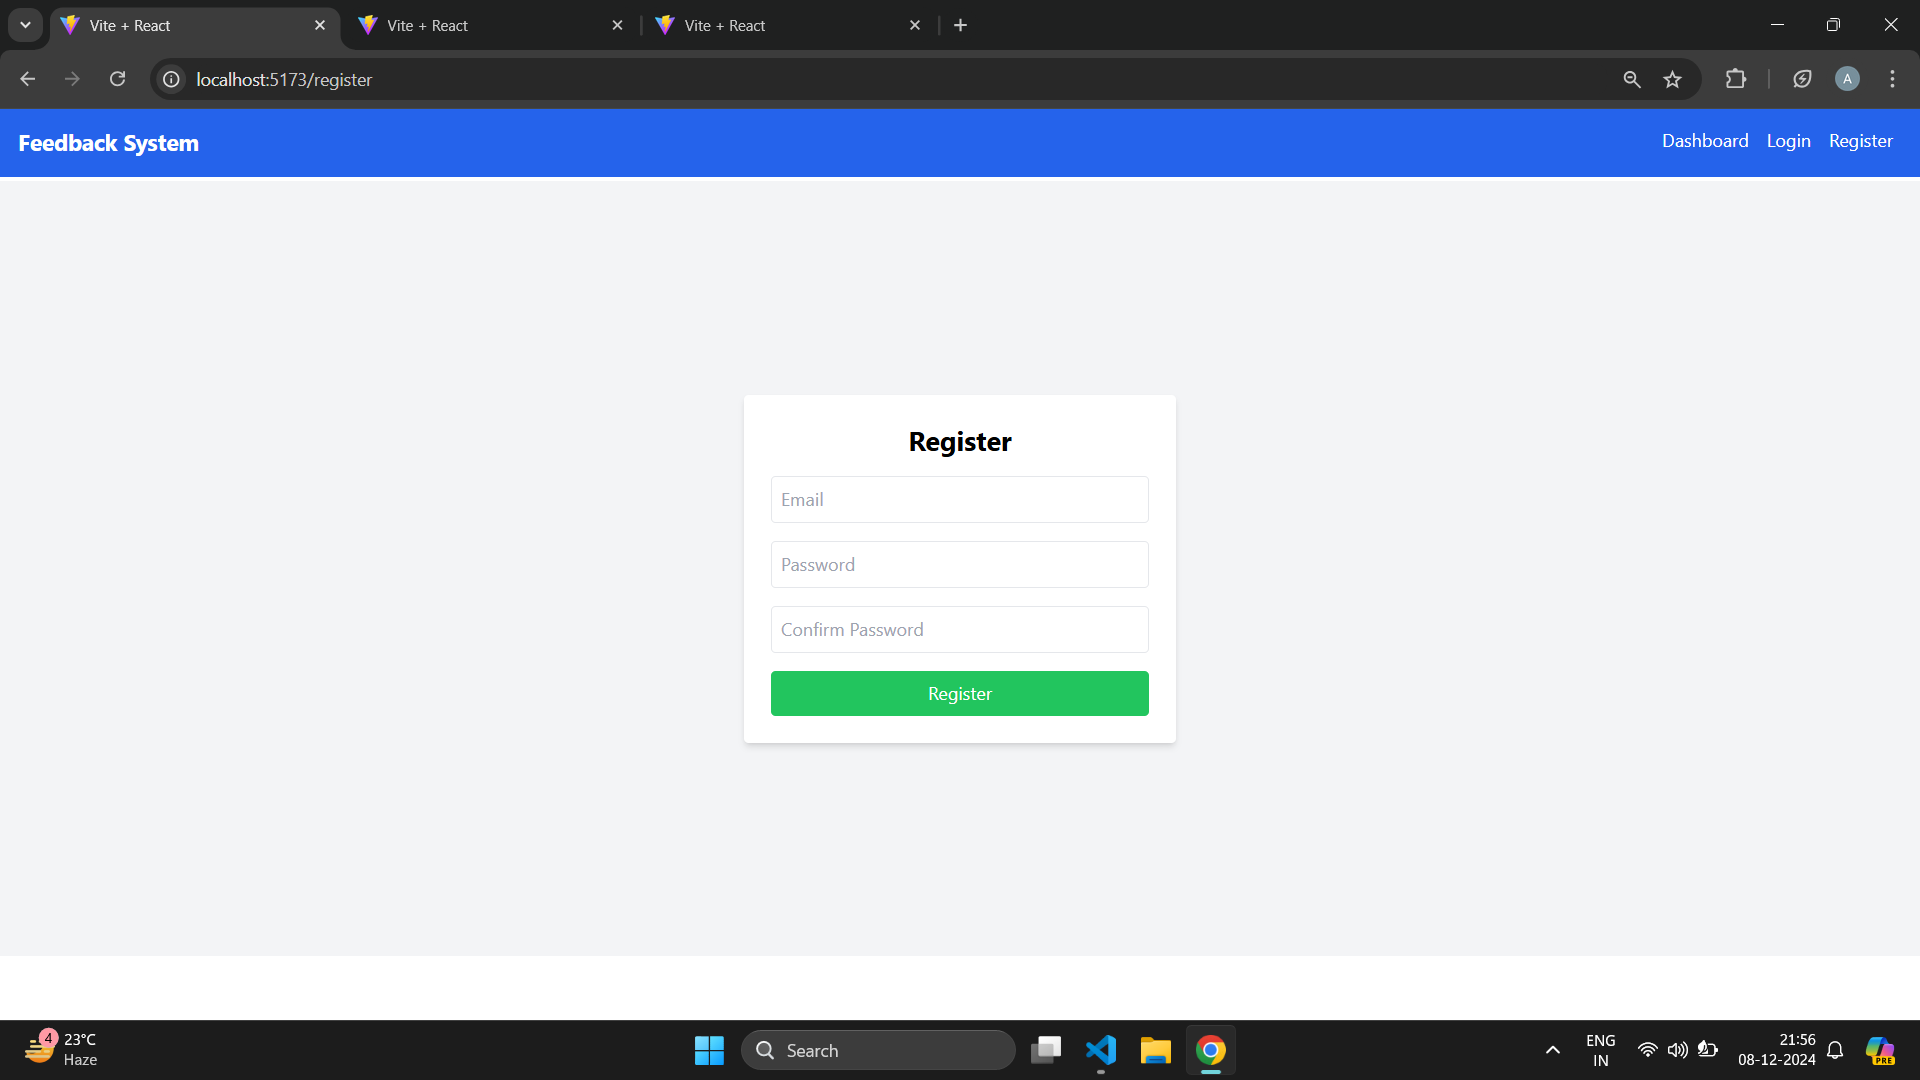 Vite + React
Vite + React
Vite + React
localhost:5173/register
A
Feedback System
Dashboard
Login
Register
Register
Email
Password
Confirm Password
Register
4
23°C
Haze
Search
ENG
IN
21:56
08-12-2024
PRE